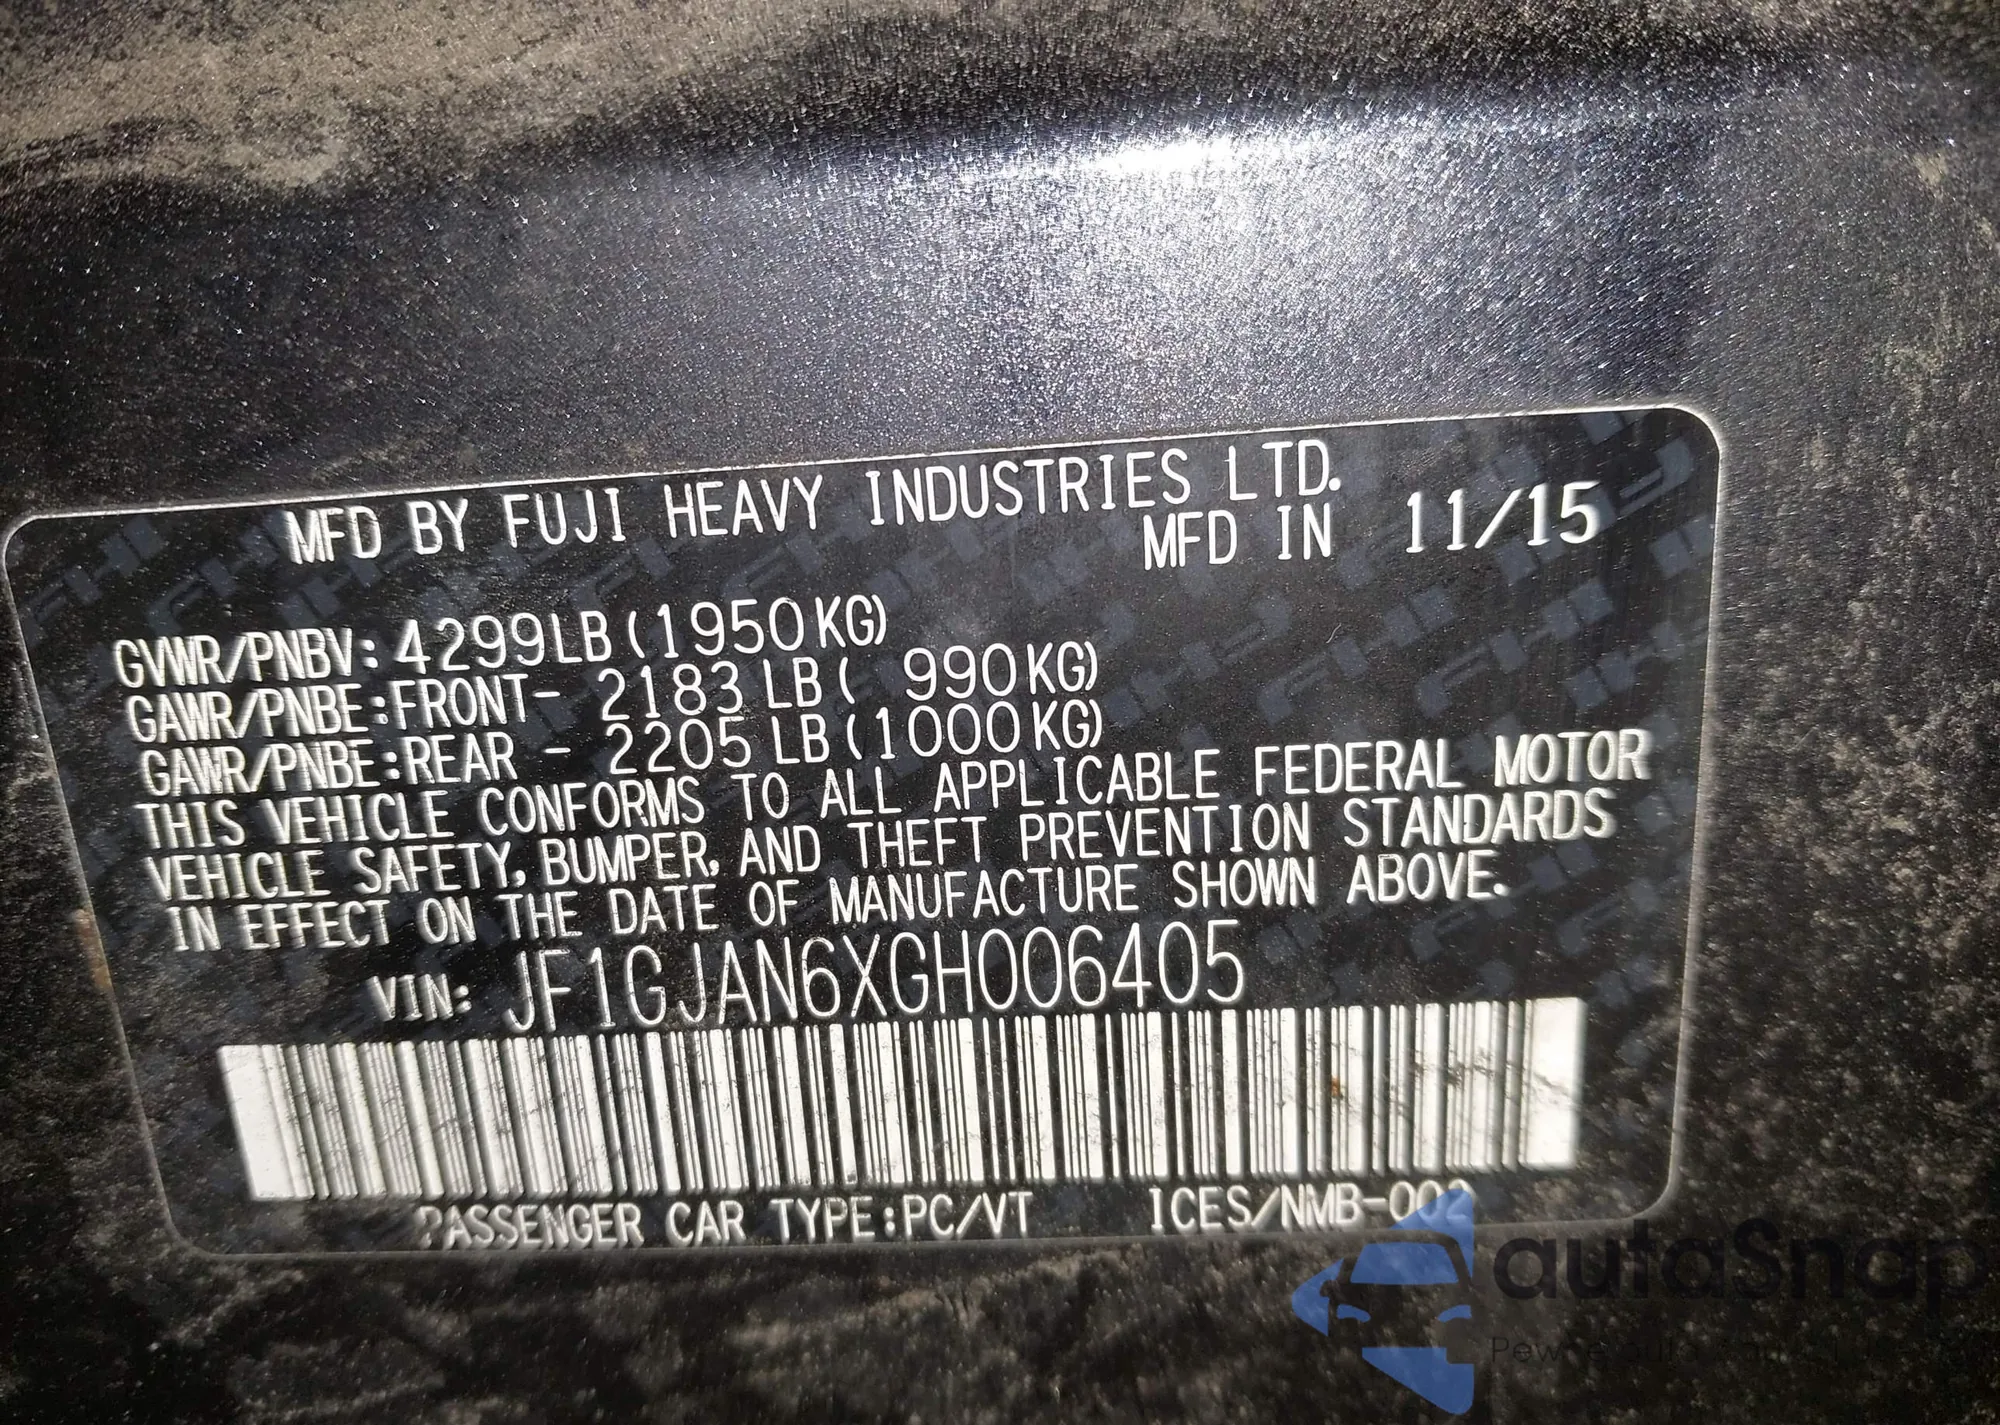 MFD BY FUJI HEAVY INDUSTRIES LTD.
MFD IN 11/15
GVWR/PNBV: 4299LB (1950KG)
GAWR/PNBE:FRONT- 2183 LB ( 990KG)
GAWR/PNBE:REAR - 2205 LB (1000KG)
THIS VEHICLE CONFORMS TO ALL APPLICABLE FEDERAL MOTOR
VEHICLE SAFETY, BUMPER, AND THEFT PREVENTION STANDARDS
IN EFFECT ON THE DATE OF MANUFACTURE SHOWN ABOVE.
VIN: JF1GJAN6XGH006405
PASSENGER CAR TYPE:PC/VT ICES/NMB-002
autaSnap